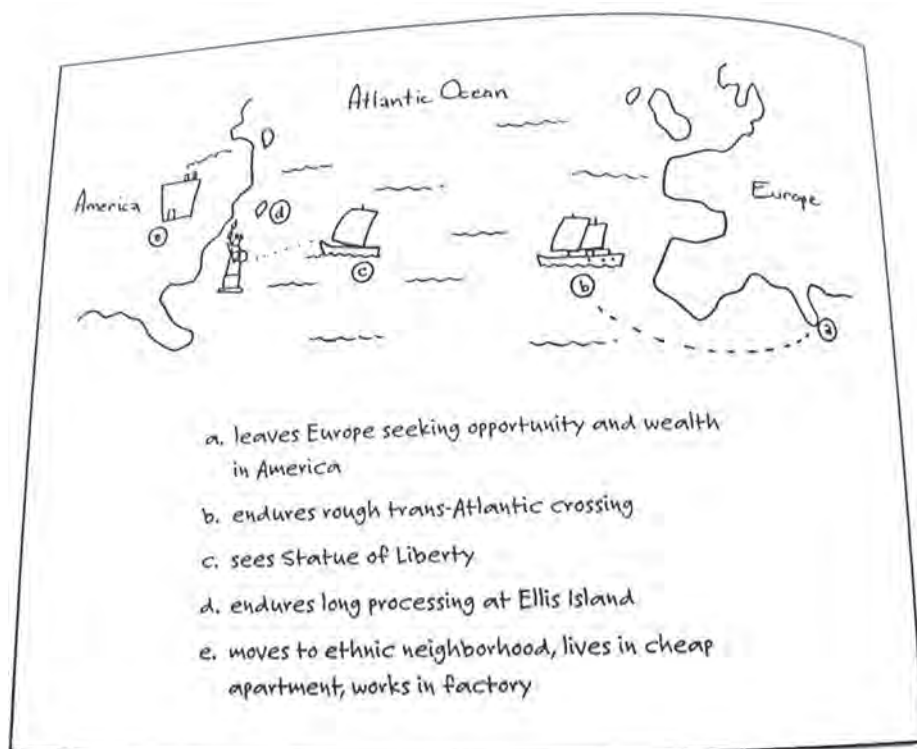 Atlantic Ocean
America
Europe
e
d
c
b
a
a. leaves Europe seeking opportunity and wealth
in America
b. endures rough trans-Atlantic crossing
c. sees Statue of Liberty
d. endures long processing at Ellis Island
e. moves to ethnic neighborhood, lives in cheap
apartment, works in factory